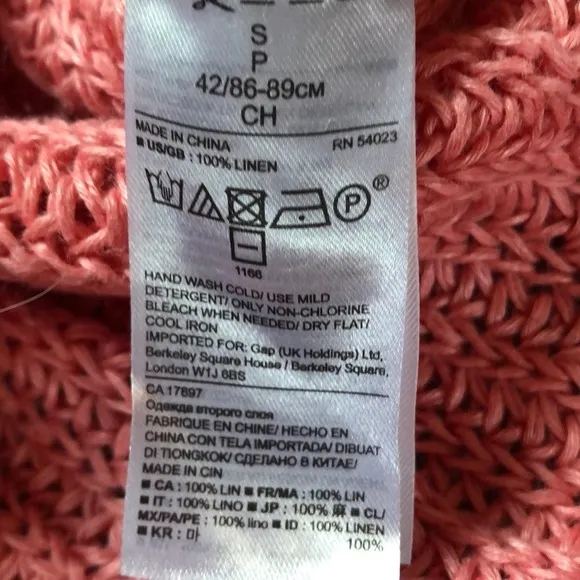 S
P
42/86-89CM
CH
MADE IN CHINA RN 54023
■ US/GB : 100% LINEN
P ®
1166
HAND WASH COLD/ USE MILD
DETERGENT/ ONLY NON-CHLORINE
BLEACH WHEN NEEDED/ DRY FLAT/
COOL IRON
IMPORTED FOR: Gap (UK Holdings) Ltd,
Berkeley Square House / Berkeley Square,
London W1J 6BS
CA 17897
Одежда второго слоя
FABRIQUE EN CHINE/ HECHO EN
CHINA CON TELA IMPORTADA/ DIBUAT
DI TIONGKOK/ СДЕЛАНО В КИТАЕ/
MADE IN CIN
■ CA : 100% LIN ■ FR/MA : 100% LIN
■ IT : 100% LINO ■ JP : 100% 麻 ■ CL/
MX/PA/PE : 100% lino ■ ID : 100% LINEN
■ KR : 마
100%